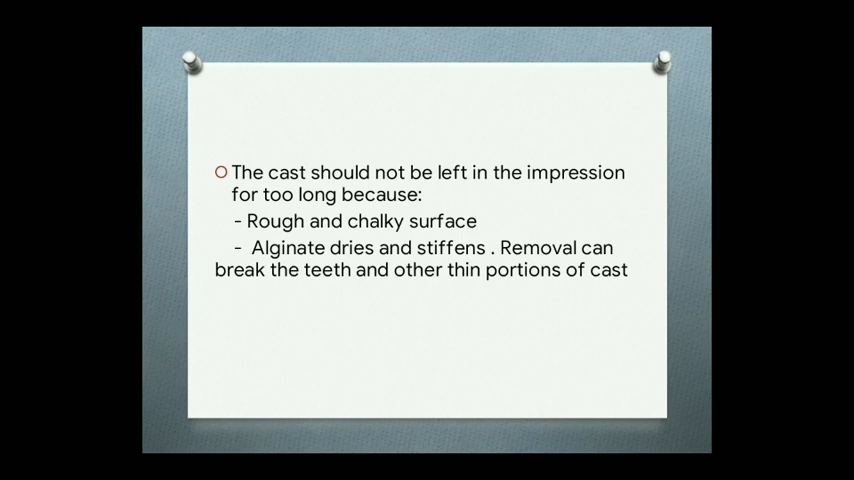 The cast should not be left in the impression
for too long because:
- Rough and chalky surface
- Alginate dries and stiffens . Removal can
break the teeth and other thin portions of cast